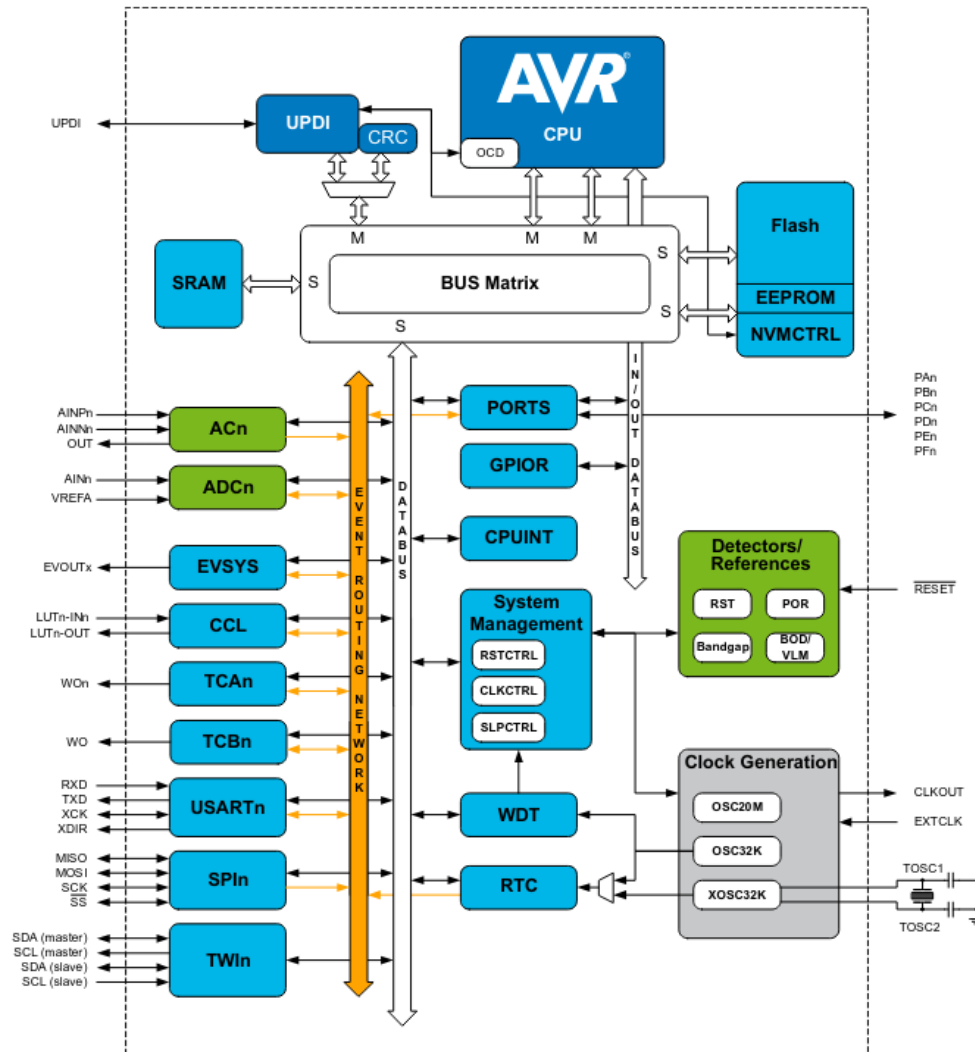 AVR®
CPU
OCD
UPDI
UPDI
CRC
M
M
M
S
S
S
S
BUS Matrix
SRAM
Flash
EEPROM
NVMCTRL
IN/OUT DATABUS
DATABUS
EVENT ROUTING NETWORK
AINPn
AINNn
OUT
ACn
AINn
VREFA
ADCn
EVOUTx
EVSYS
LUTn-INn
LUTn-OUT
CCL
WOn
TCAn
WO
TCBn
RXD
TXD
XCK
XDIR
USARTn
MISO
MOSI
SCK
SS
SPIn
SDA (master)
SCL (master)
SDA (slave)
SCL (slave)
TWIn
PORTS
GPIOR
CPUINT
System
Management
RSTCTRL
CLKCTRL
SLPCTRL
WDT
RTC
PAn
PBn
PCn
PDn
PEn
PFn
Detectors/
References
RST
POR
Bandgap
BOD/
VLM
RESET
Clock Generation
OSC20M
OSC32K
XOSC32K
CLKOUT
EXTCLK
TOSC1
TOSC2